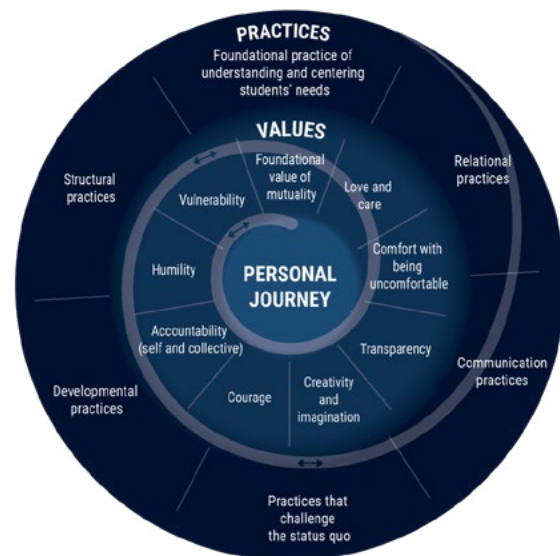 PRACTICES
Foundational practice of
understanding and centering
students' needs
Relational
practices
Communication
practices
Practices that
challenge
the status quo
Developmental
practices
Structural
practices
VALUES
Foundational
value of
mutuality
Love and
care
Comfort with
being
uncomfortable
Transparency
Creativity
and
imagination
Courage
Accountability
(self and collective)
Humility
Vulnerability
PERSONAL
JOURNEY